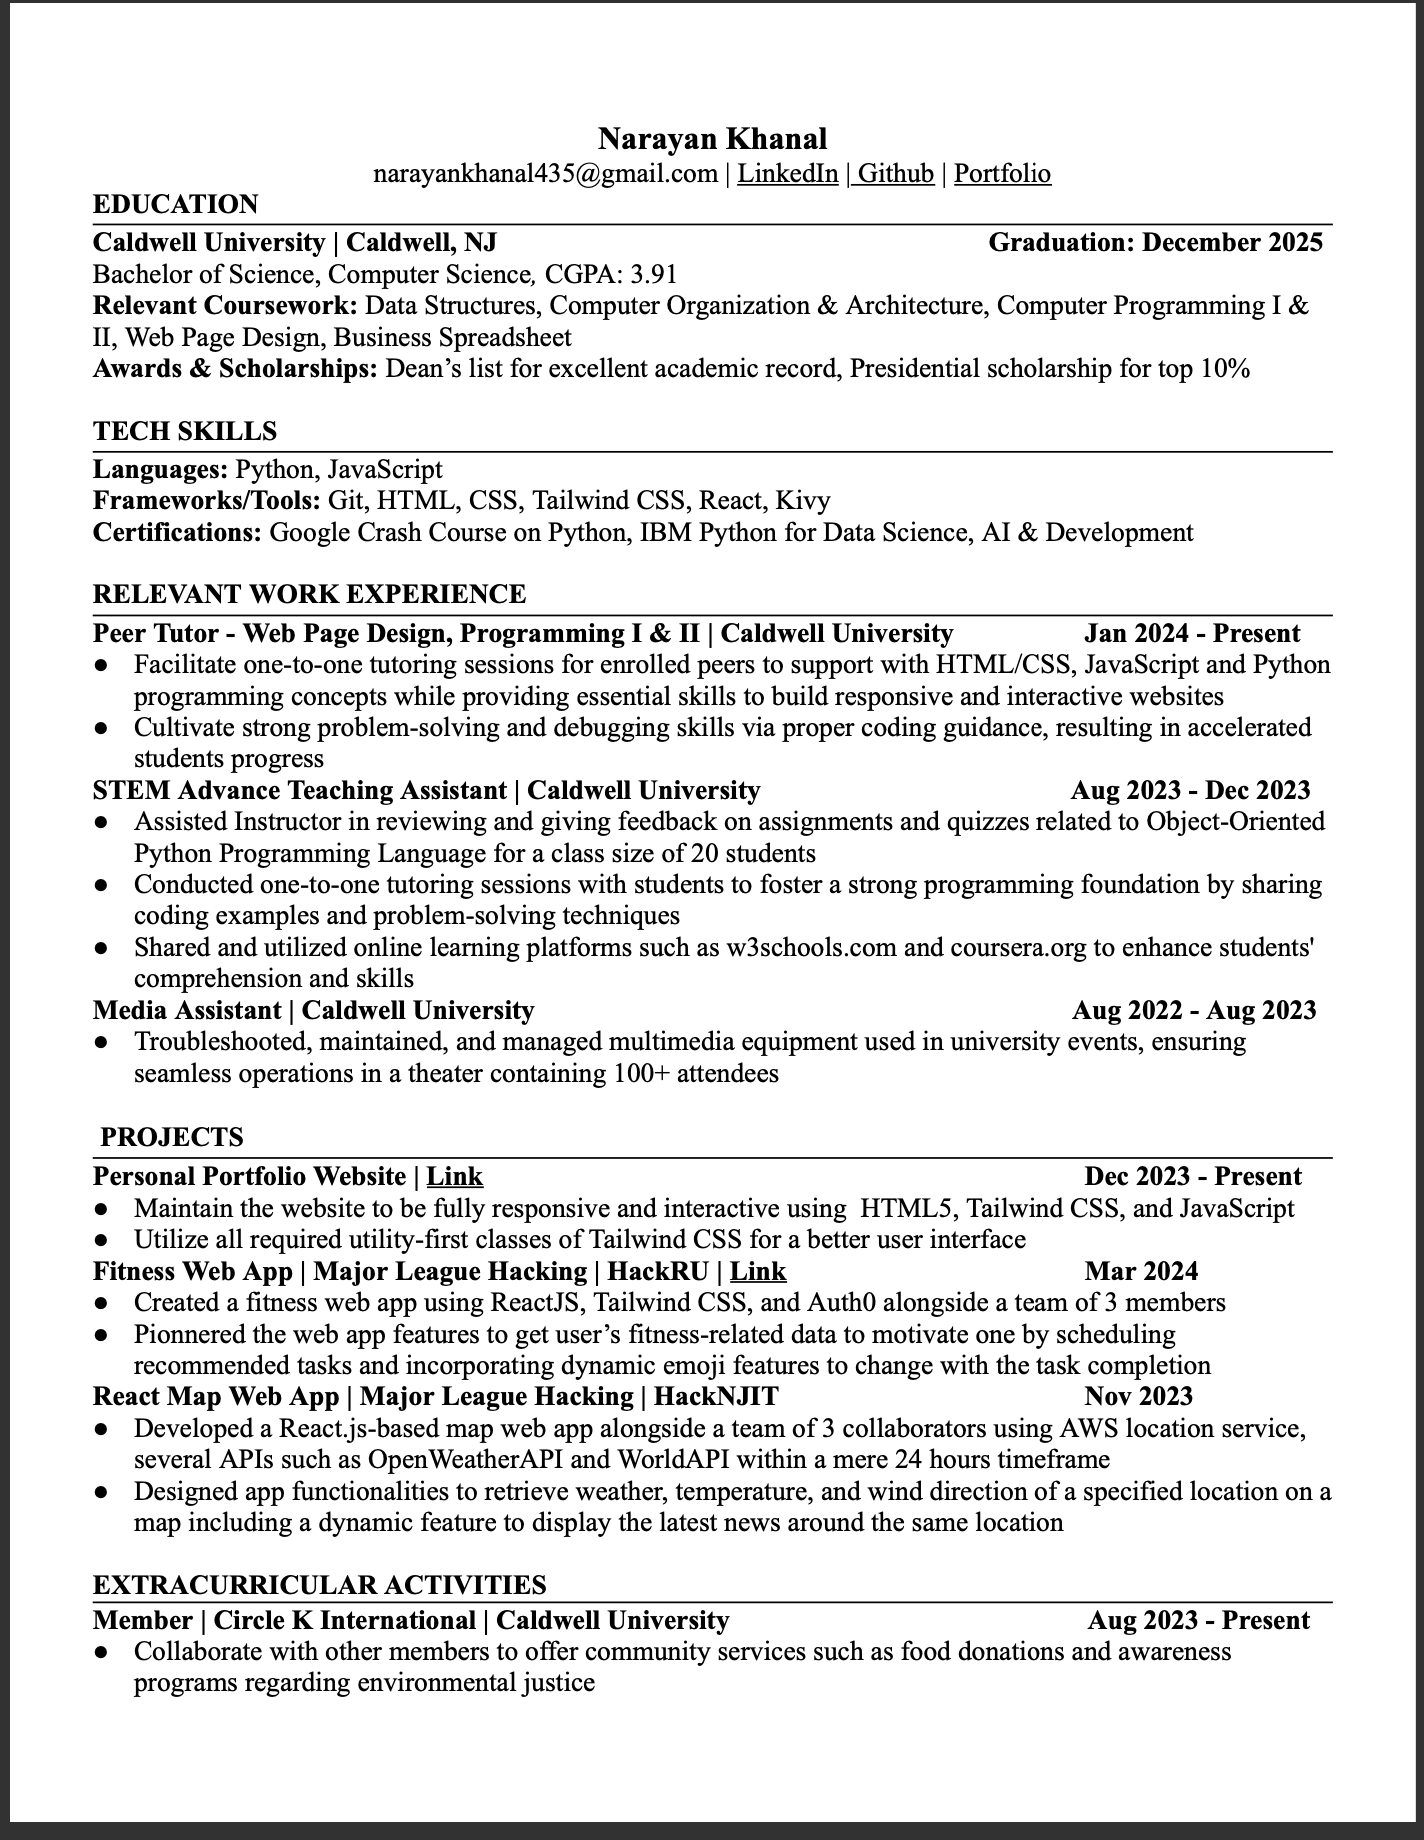 Narayan Khanal
narayankhanal435@gmail.com | LinkedIn | Github | Portfolio
EDUCATION
Caldwell University | Caldwell, NJ Graduation: December 2025
Bachelor of Science, Computer Science, CGPA: 3.91
Relevant Coursework: Data Structures, Computer Organization & Architecture, Computer Programming I &
II, Web Page Design, Business Spreadsheet
Awards & Scholarships: Dean’s list for excellent academic record, Presidential scholarship for top 10%
TECH SKILLS
Languages: Python, JavaScript
Frameworks/Tools: Git, HTML, CSS, Tailwind CSS, React, Kivy
Certifications: Google Crash Course on Python, IBM Python for Data Science, AI & Development
RELEVANT WORK EXPERIENCE
Peer Tutor - Web Page Design, Programming I & II | Caldwell University Jan 2024 - Present
● Facilitate one-to-one tutoring sessions for enrolled peers to support with HTML/CSS, JavaScript and Python
programming concepts while providing essential skills to build responsive and interactive websites
● Cultivate strong problem-solving and debugging skills via proper coding guidance, resulting in accelerated
students progress
STEM Advance Teaching Assistant | Caldwell University Aug 2023 - Dec 2023
● Assisted Instructor in reviewing and giving feedback on assignments and quizzes related to Object-Oriented
Python Programming Language for a class size of 20 students
● Conducted one-to-one tutoring sessions with students to foster a strong programming foundation by sharing
coding examples and problem-solving techniques
● Shared and utilized online learning platforms such as w3schools.com and coursera.org to enhance students'
comprehension and skills
Media Assistant | Caldwell University Aug 2022 - Aug 2023
● Troubleshooted, maintained, and managed multimedia equipment used in university events, ensuring
seamless operations in a theater containing 100+ attendees
PROJECTS
Personal Portfolio Website | Link Dec 2023 - Present
● Maintain the website to be fully responsive and interactive using  HTML5, Tailwind CSS, and JavaScript
● Utilize all required utility-first classes of Tailwind CSS for a better user interface
Fitness Web App | Major League Hacking | HackRU | Link Mar 2024
● Created a fitness web app using ReactJS, Tailwind CSS, and Auth0 alongside a team of 3 members
● Pionnered the web app features to get user’s fitness-related data to motivate one by scheduling
recommended tasks and incorporating dynamic emoji features to change with the task completion
React Map Web App | Major League Hacking | HackNJIT Nov 2023
● Developed a React.js-based map web app alongside a team of 3 collaborators using AWS location service,
several APIs such as OpenWeatherAPI and WorldAPI within a mere 24 hours timeframe
● Designed app functionalities to retrieve weather, temperature, and wind direction of a specified location on a
map including a dynamic feature to display the latest news around the same location
EXTRACURRICULAR ACTIVITIES
Member | Circle K International | Caldwell University Aug 2023 - Present
● Collaborate with other members to offer community services such as food donations and awareness
programs regarding environmental justice